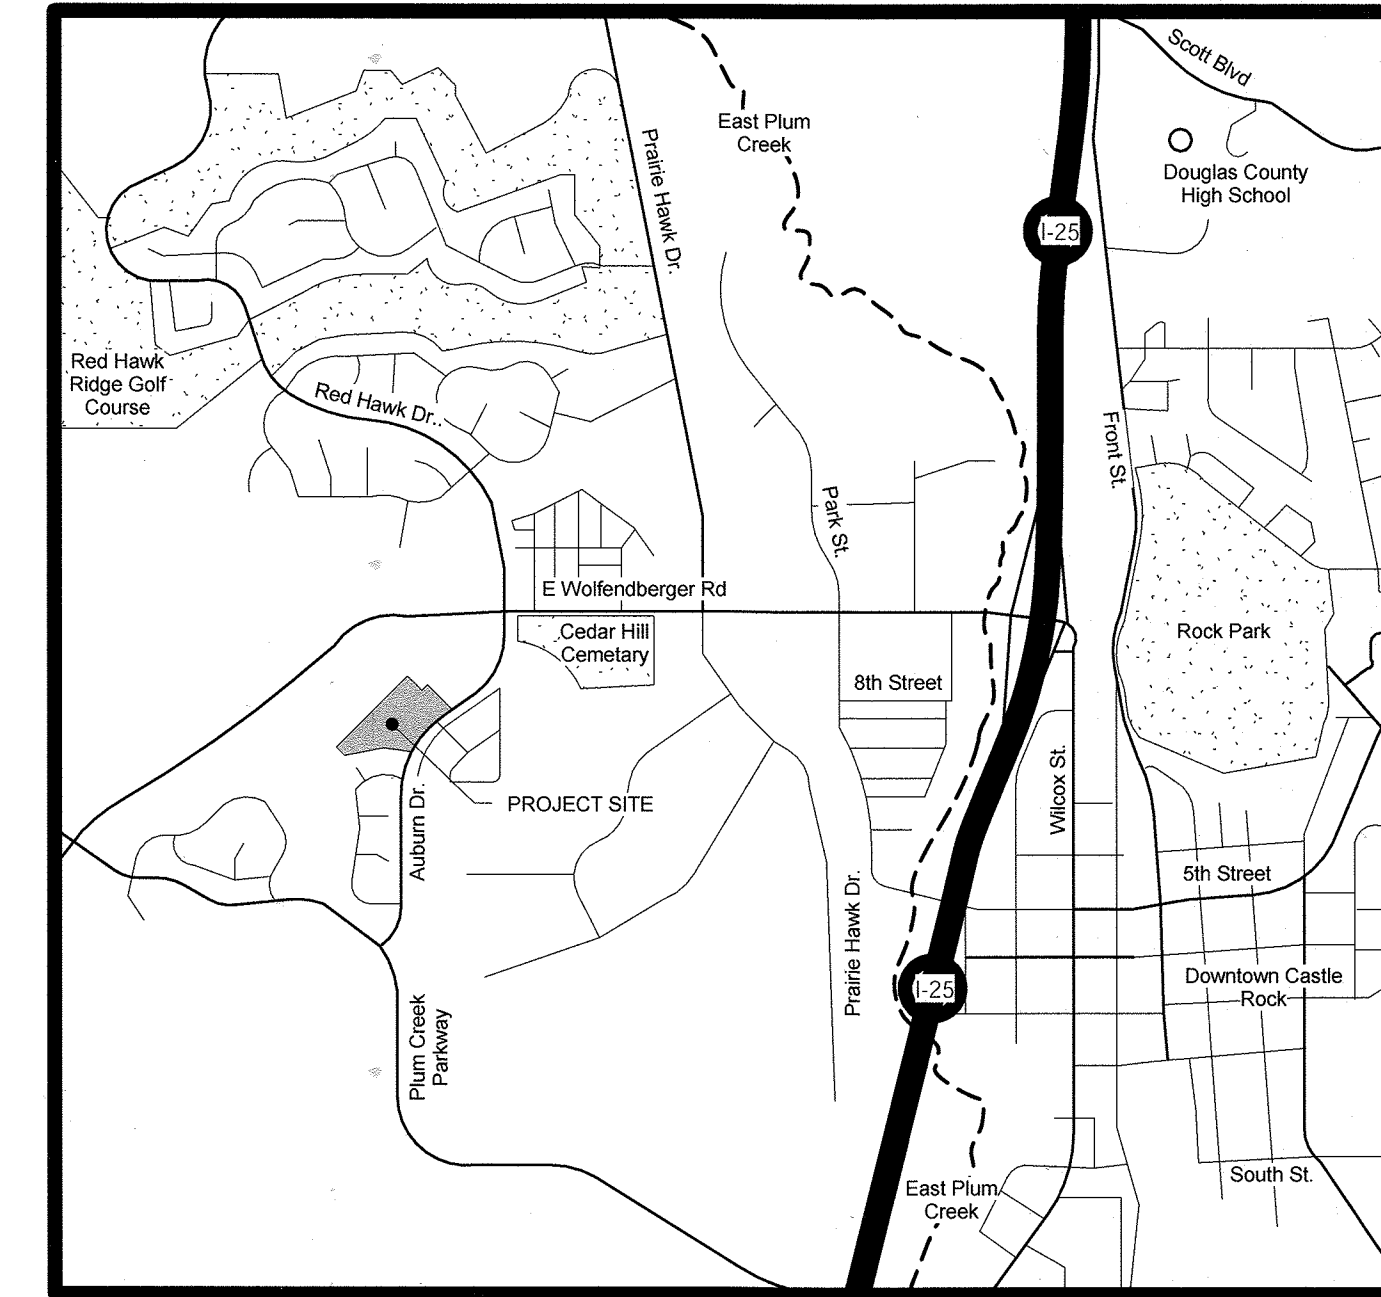 Scott Blvd
East Plum
Creek
Prairie Hawk Dr.
Douglas County
High School
I-25
Red Hawk
Ridge Golf
Course
Red Hawk Dr..
Front St.
Park St.
E Wolfendberger Rd
Cedar Hill
Cemetary
Rock Park
8th Street
PROJECT SITE
Wilcox St.
Auburn Dr.
5th Street
Prairie Hawk Dr.
I-25
Downtown Castle
Rock
Plum Creek
Parkway
East Plum
Creek
South St.